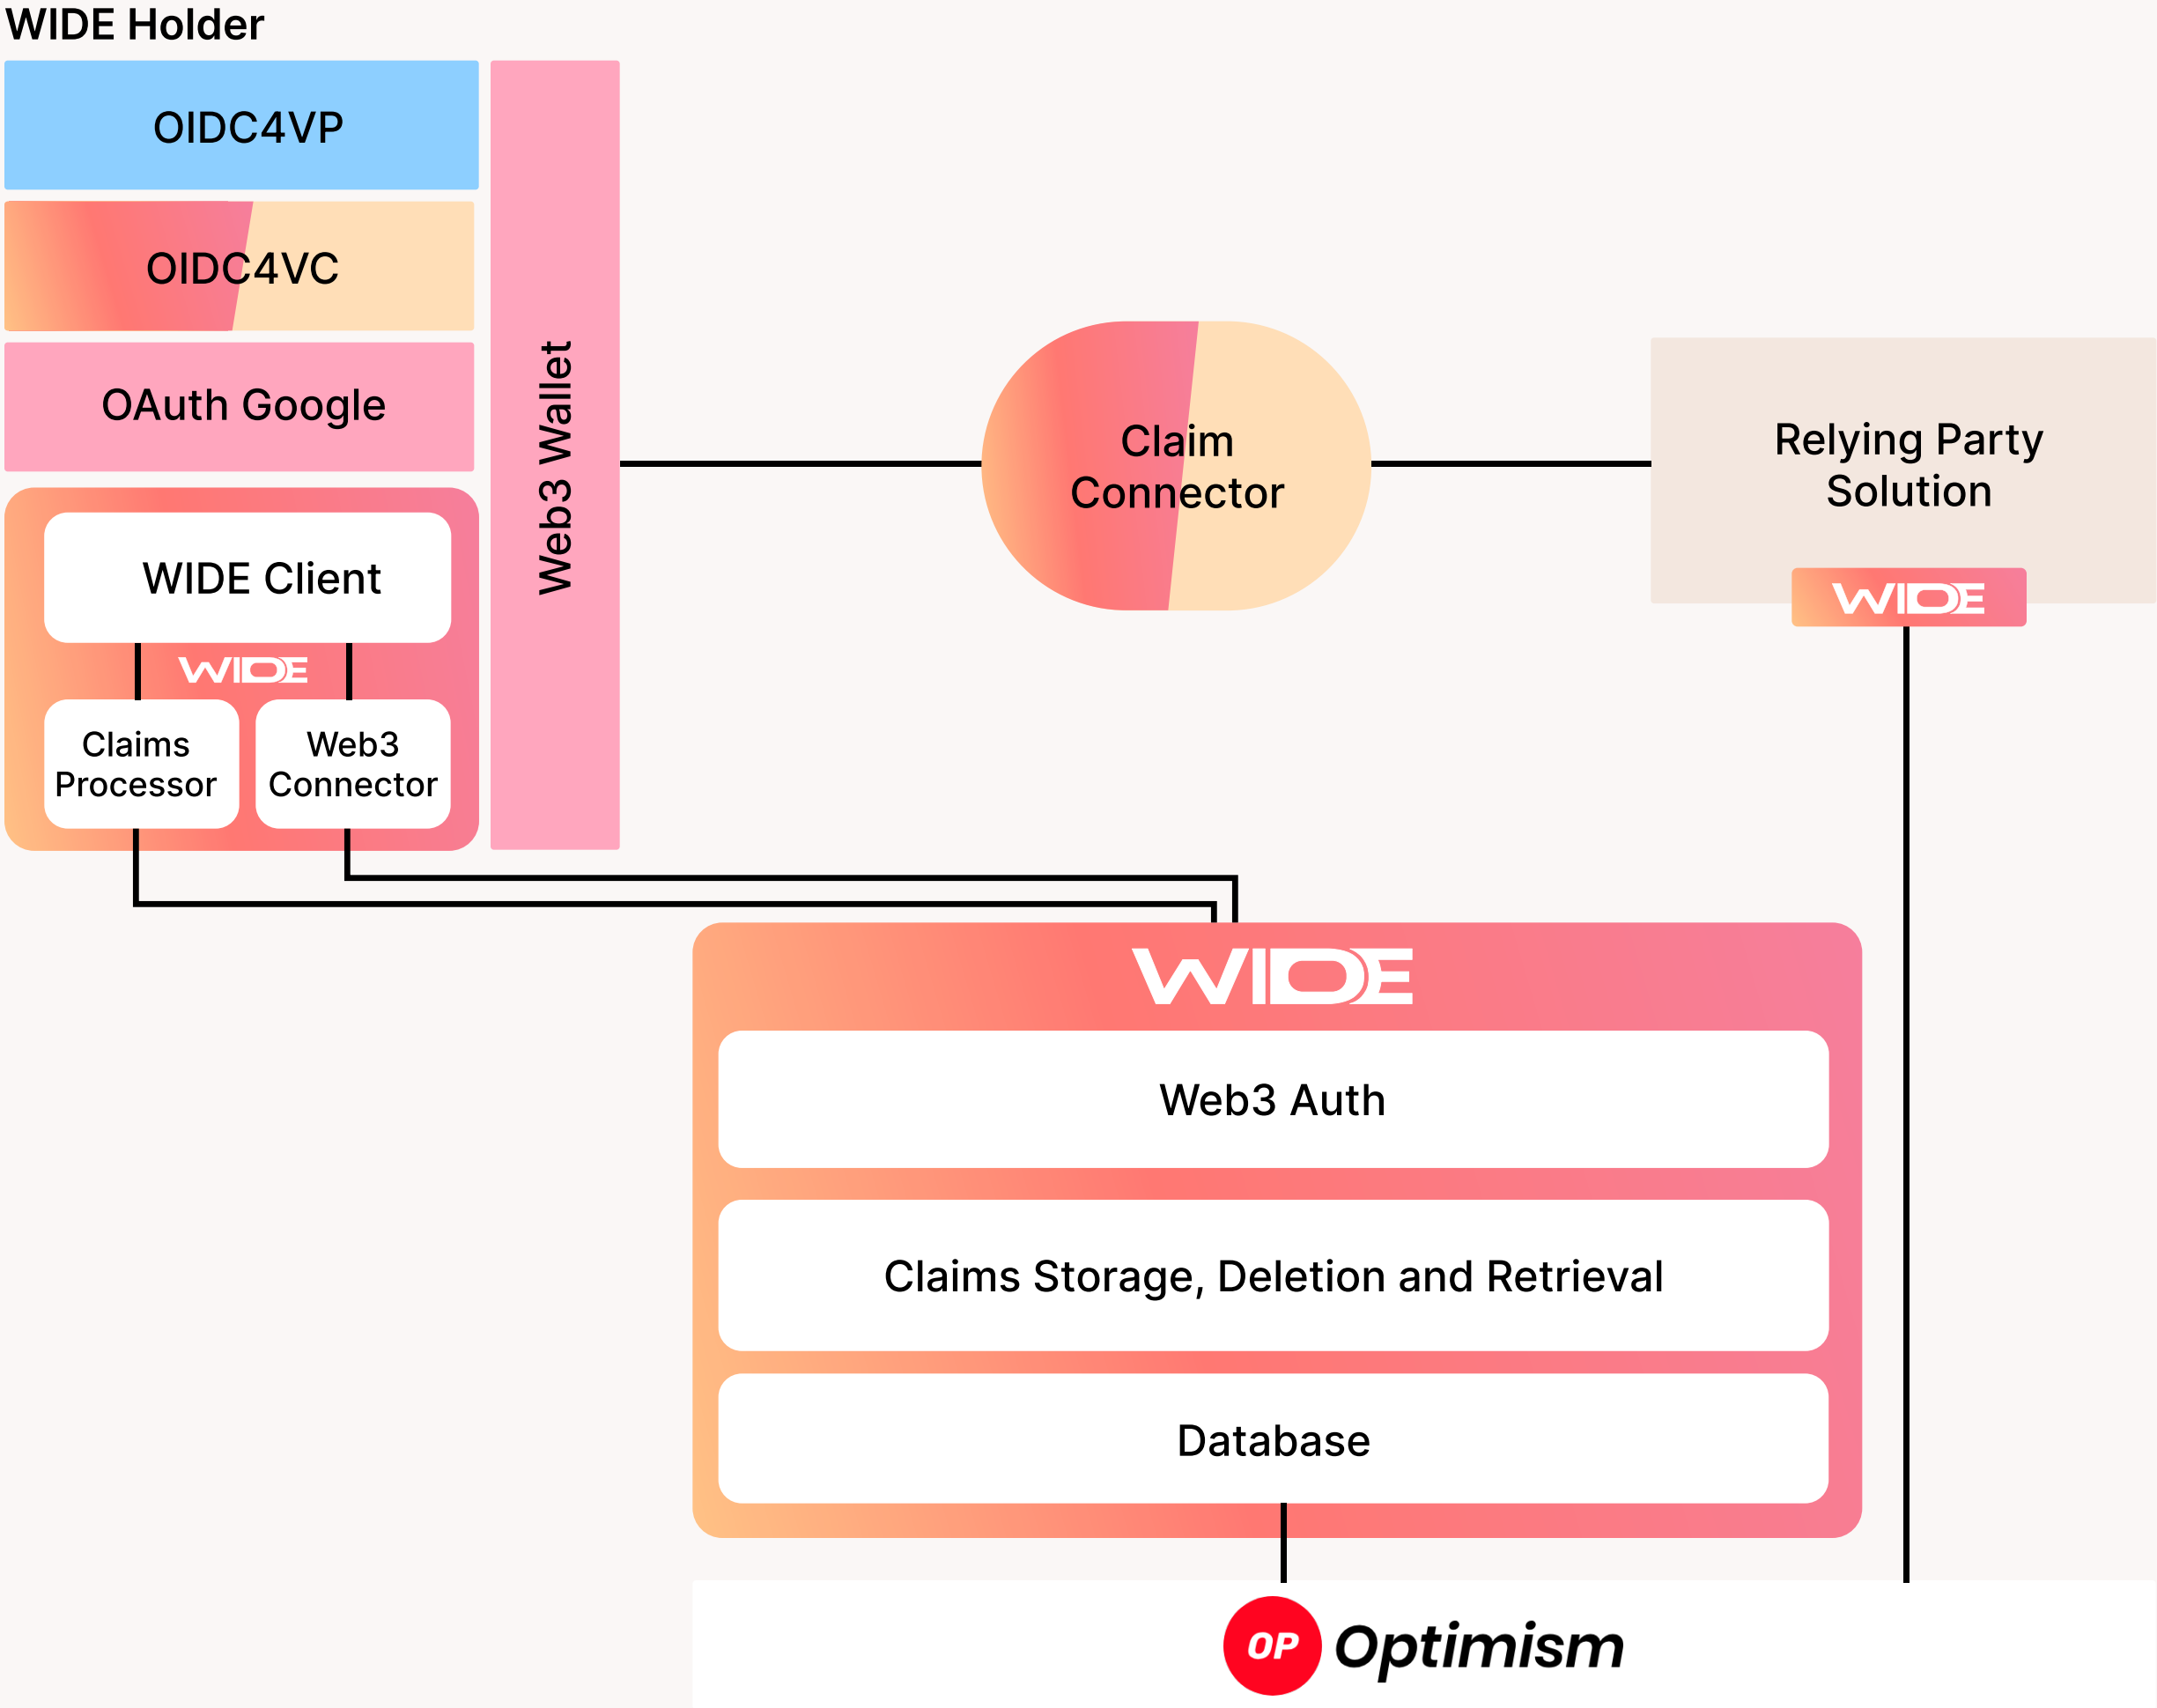 WIDE Holder
OIDC4VP
OIDC4VC
OAuth Google
Web3 Wallet
WIDE Client
WIDE
Claims
Processor
Web3
Connector
Claim
Connector
Relying Party
Solution
WIDE
WIDE
Web3 Auth
Claims Storage, Deletion and Retrieval
Database
OP Optimism